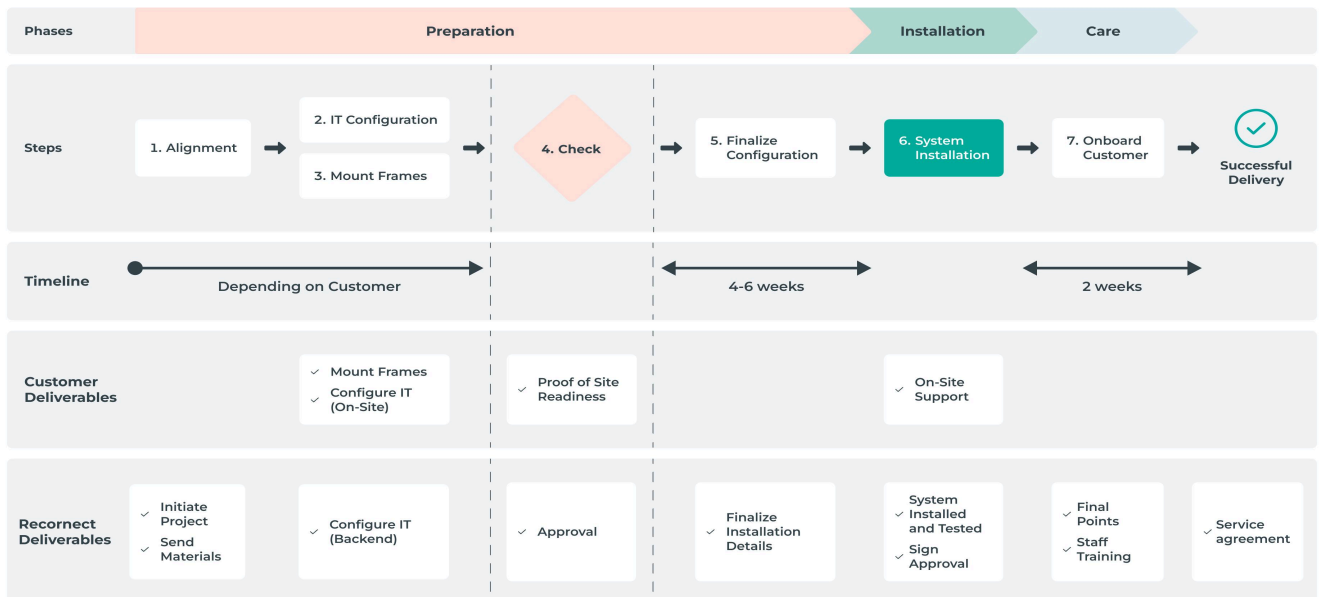 Phases
Preparation
Installation
Care
Steps
1. Alignment
2. IT Configuration
3. Mount Frames
4. Check
5. Finalize
Configuration
6. System
Installation
7. Onboard
Customer
Successful
Delivery
Timeline
Depending on Customer
4-6 weeks
2 weeks
Customer
Deliverables
Mount Frames
Configure IT
(On-Site)
Proof of Site
Readiness
On-Site
Support
Recornect
Deliverables
Initiate
Project
Send
Materials
Configure IT
(Backend)
Approval
Finalize
Installation
Details
System
Installed
and Tested
Sign
Approval
Final
Points
Staff
Training
Service
agreement